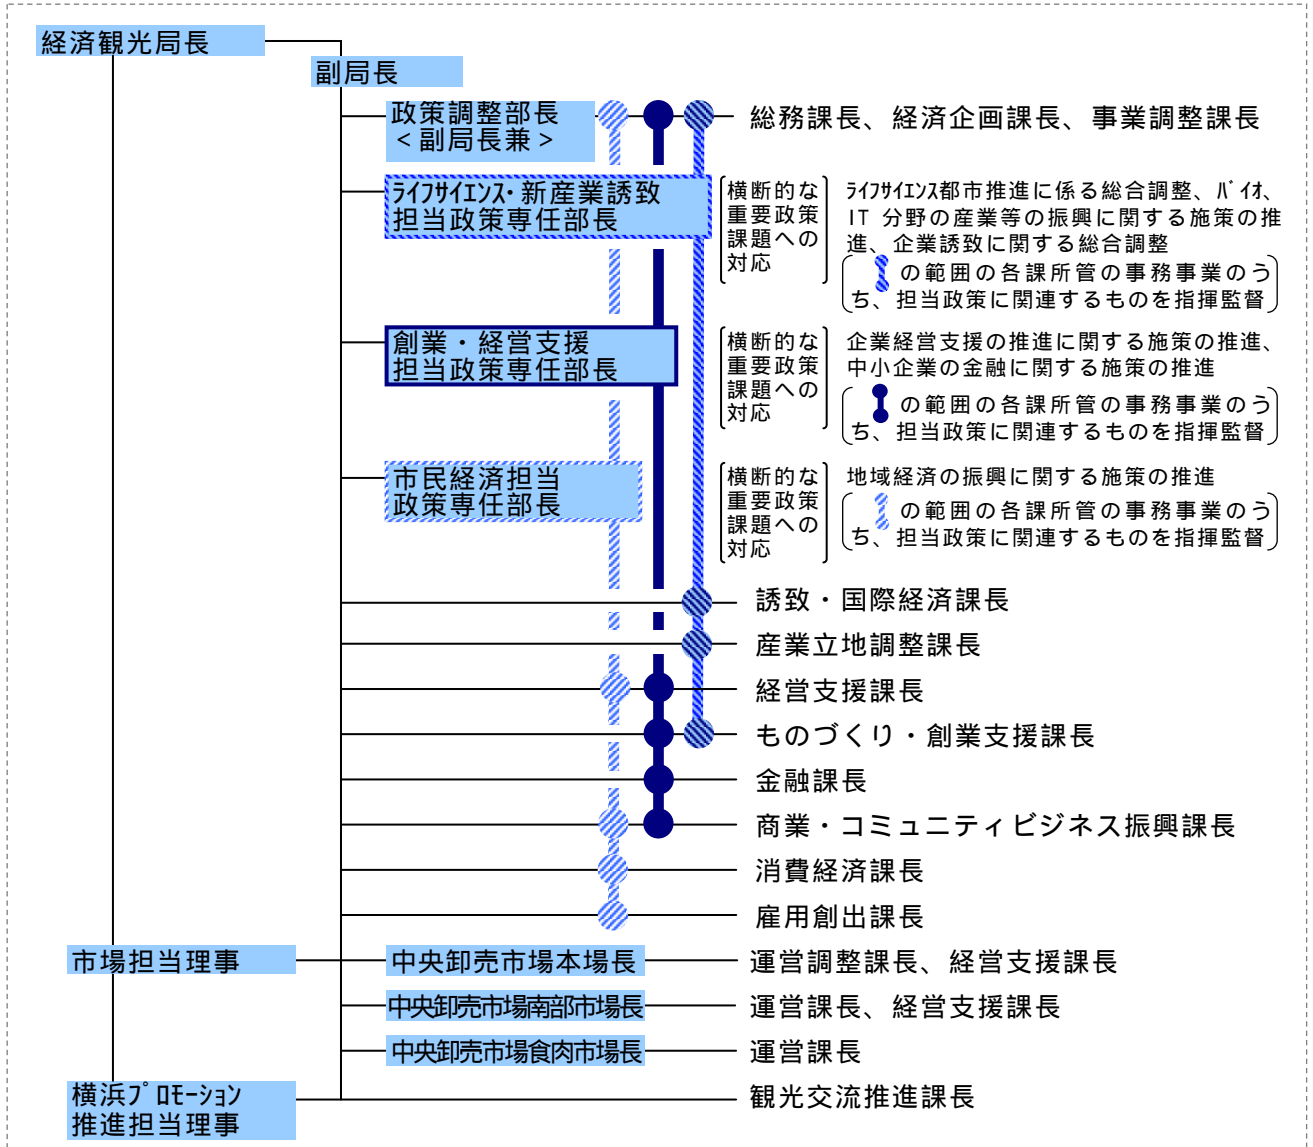 経済観光局長
副局長
政策調整部長
<副局長兼>
総務課長、経済企画課長、事業調整課長
ﾗｲﾌｻｲｴﾝｽ・新産業誘致
担当政策専任部長
横断的な
重要政策
課題への
対応
ﾗｲﾌｻｲｴﾝｽ都市推進に係る総合調整、ﾊﾞｲｵ、
IT 分野の産業等の振興に関する施策の推
進、企業誘致に関する総合調整
の範囲の各課所管の事務事業のう
ち、担当政策に関連するものを指揮監督
創業・経営支援
担当政策専任部長
横断的な
重要政策
課題への
対応
企業経営支援の推進に関する施策の推進、
中小企業の金融に関する施策の推進
の範囲の各課所管の事務事業のう
ち、担当政策に関連するものを指揮監督
市民経済担当
政策専任部長
横断的な
重要政策
課題への
対応
地域経済の振興に関する施策の推進
の範囲の各課所管の事務事業のう
ち、担当政策に関連するものを指揮監督
誘致・国際経済課長
産業立地調整課長
経営支援課長
ものづくり・創業支援課長
金融課長
商業・コミュニティビジネス振興課長
消費経済課長
雇用創出課長
市場担当理事
中央卸売市場本場長
運営調整課長、経営支援課長
中央卸売市場南部市場長
運営課長、経営支援課長
中央卸売市場食肉市場長
運営課長
横浜ﾌﾟﾛﾓｰｼｮﾝ
推進担当理事
観光交流推進課長